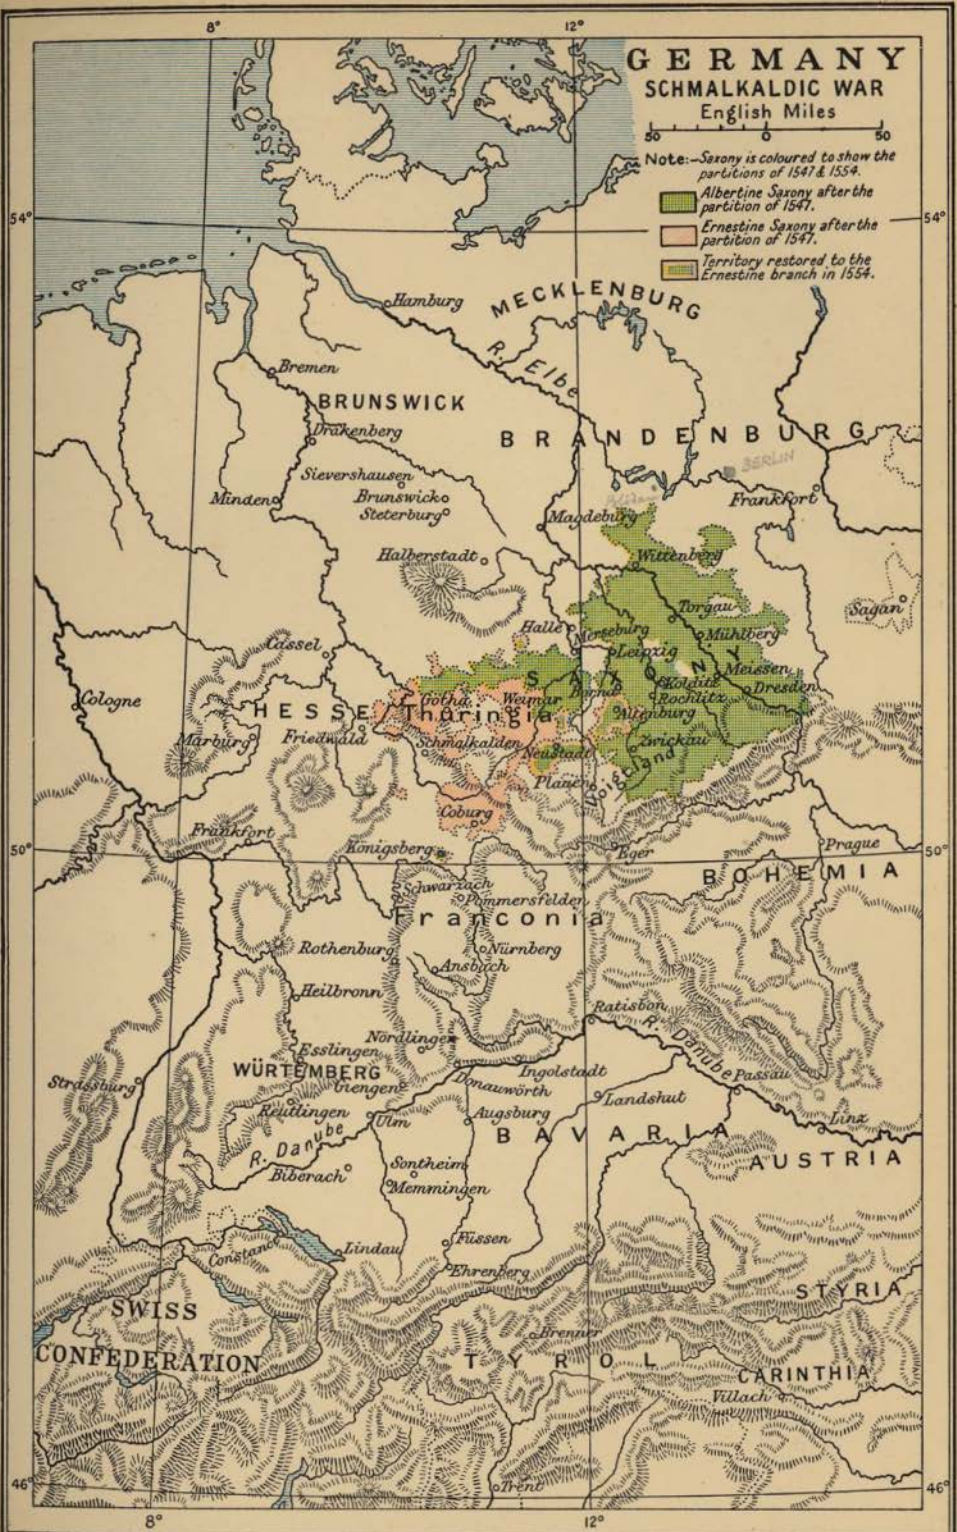 8° 12°
GERMANY
SCHMALKALDIC WAR
English Miles
50 0 50
Note:-Saxony is coloured to show the
partitions of 1547 & 1554.
Albertine Saxony after the
partition of 1547.
Ernestine Saxony after the
partition of 1547.
Territory restored to the
Ernestine branch in 1554.
54° 54°
Hamburg
MECKLENBURG
R. Elbe
Bremen
BRUNSWICK
Drakenberg
BRANDENBURG
BERLIN
Sievershausen
Minden
Brunswick
Steterburg
Frankfort
Magdeburg
Halberstadt
Wittenberg
Torgau
Sagan
Halle
Merseburg
Mühlberg
Cassel
Leipzig
SAXONY
Meissen
Cologne
Gotha
Weimar
Borna
Kolditz
Rochlitz
Dresden
HESSE
Thuringia
Altenburg
Marburg
Friedwald
Schmalkalden
Neustadt
Zwickau
Planen
Voigtland
Coburg
Frankfort
Königsberg
Eger
Prague
50° 50°
BOHEMIA
Schwarzach
Pommersfelden
Franconia
Rothenburg
Nürnberg
Ansbach
Heilbronn
Ratisbon
R. Danube
Nördlingen
Esslingen
WÜRTEMBERG
Giengen
Ingolstadt
Passau
Strassburg
Donauwörth
Reutlingen
Landshut
Ulm
Augsburg
Linz
R. Danube
BAVARIA
AUSTRIA
Biberach
Sontheim
Memmingen
Füssen
Constance
Lindau
Ehrenberg
STYRIA
SWISS
CONFEDERATION
Brenner
TYROL
CARINTHIA
Villach
Trent
46° 46°
8° 12°